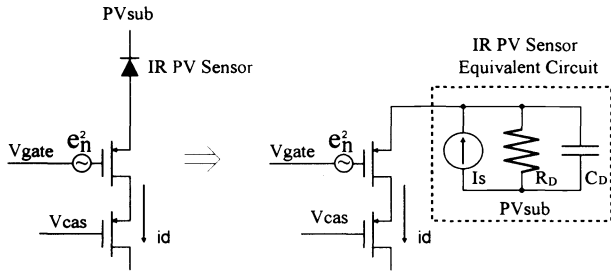 PVsub
IR PV Sensor
Vgate
e²n
Vcas
id
IR PV Sensor
Equivalent Circuit
Vgate
e²n
Is
RD
CD
PVsub
Vcas
id